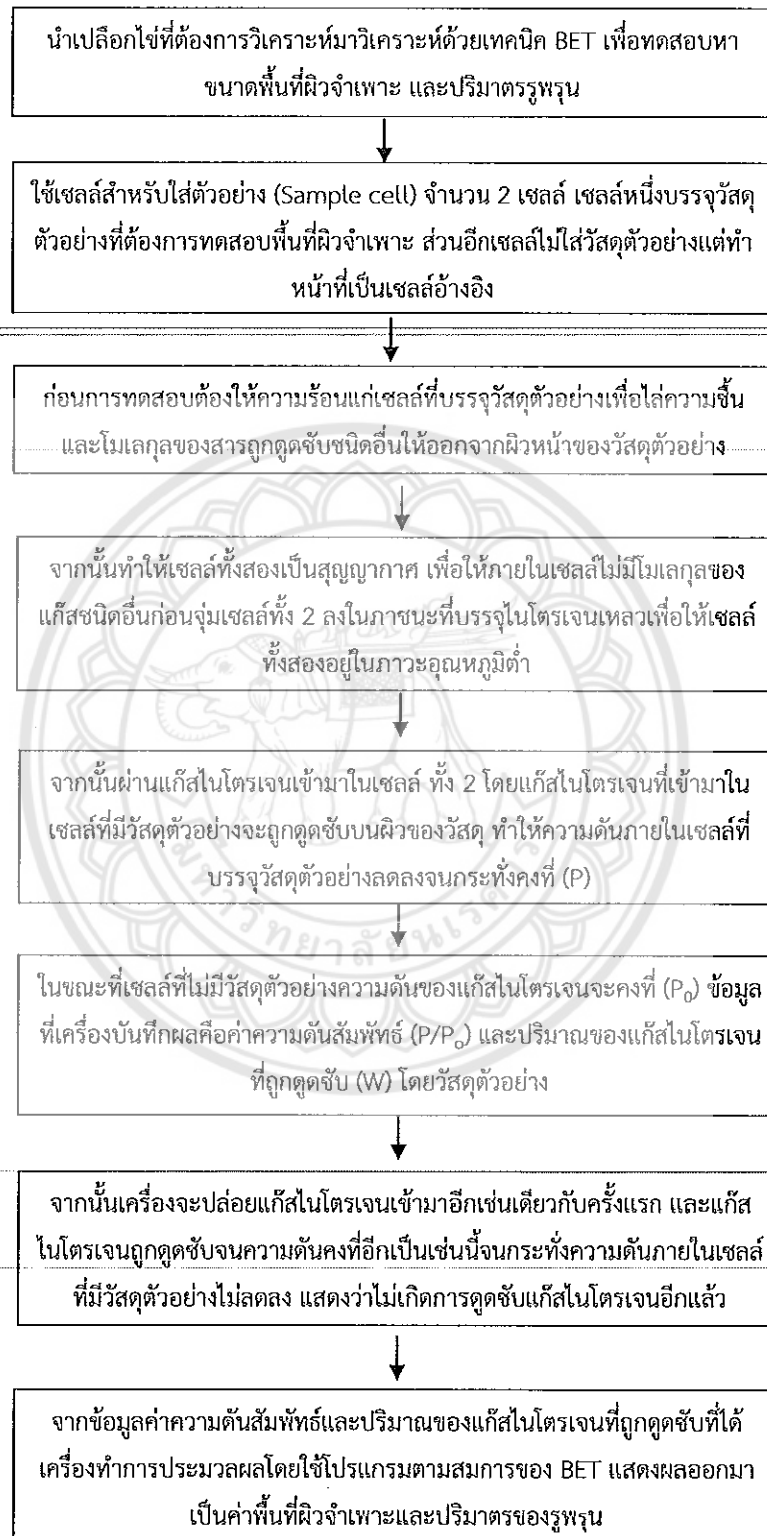 นำเปลือกไข่ที่ต้องการวิเคราะห์มาวิเคราะห์ด้วยเทคนิค BET เพื่อทดสอบหา
ขนาดพื้นที่ผิวจำเพาะ และปริมาตรรูพรุน
ใช้เซลล์สำหรับใส่ตัวอย่าง (Sample cell) จำนวน 2 เซลล์ เซลล์หนึ่งบรรจุวัสดุ
ตัวอย่างที่ต้องการทดสอบพื้นที่ผิวจำเพาะ ส่วนอีกเซลล์ไม่ใส่วัสดุตัวอย่างแต่ทำ
หน้าที่เป็นเซลล์อ้างอิง
ก่อนการทดสอบต้องให้ความร้อนแก่เซลล์ที่บรรจุวัสดุตัวอย่างเพื่อไล่ความชื้น
และโมเลกุลของสารถูกดูดซับชนิดอื่นให้ออกจากผิวหน้าของวัสดุตัวอย่าง
จากนั้นทำให้เซลล์ทั้งสองเป็นสุญญากาศ เพื่อให้ภายในเซลล์ไม่มีโมเลกุลของ
แก๊สชนิดอื่นก่อนจุ่มเซลล์ทั้ง 2 ลงในภาชนะที่บรรจุไนโตรเจนเหลวเพื่อให้เซลล์
ทั้งสองอยู่ในภาวะอุณหภูมิต่ำ
จากนั้นผ่านแก๊สไนโตรเจนเข้ามาในเซลล์ ทั้ง 2 โดยแก๊สไนโตรเจนที่เข้ามาใน
เซลล์ที่มีวัสดุตัวอย่างจะถูกดูดซับบนผิวของวัสดุ ทำให้ความดันภายในเซลล์ที่
บรรจุวัสดุตัวอย่างลดลงจนกระทั่งคงที่ (P)
ในขณะที่เซลล์ที่ไม่มีวัสดุตัวอย่างความดันของแก๊สไนโตรเจนจะคงที่ (P₀) ข้อมูล
ที่เครื่องบันทึกผลคือค่าความดันสัมพัทธ์ (P/P₀) และปริมาณของแก๊สไนโตรเจน
ที่ถูกดูดซับ (W) โดยวัสดุตัวอย่าง
จากนั้นเครื่องจะปล่อยแก๊สไนโตรเจนเข้ามาอีกเช่นเดียวกับครั้งแรก และแก๊ส
ไนโตรเจนถูกดูดซับจนความดันคงที่อีกเป็นเช่นนี้จนกระทั่งความดันภายในเซลล์
ที่มีวัสดุตัวอย่างไม่ลดลง แสดงว่าไม่เกิดการดูดซับแก๊สไนโตรเจนอีกแล้ว
จากข้อมูลค่าความดันสัมพัทธ์และปริมาณของแก๊สไนโตรเจนที่ถูกดูดซับที่ได้
เครื่องทำการประมวลผลโดยใช้โปรแกรมตามสมการของ BET แสดงผลออกมา
เป็นค่าพื้นที่ผิวจำเพาะและปริมาตรของรูพรุน